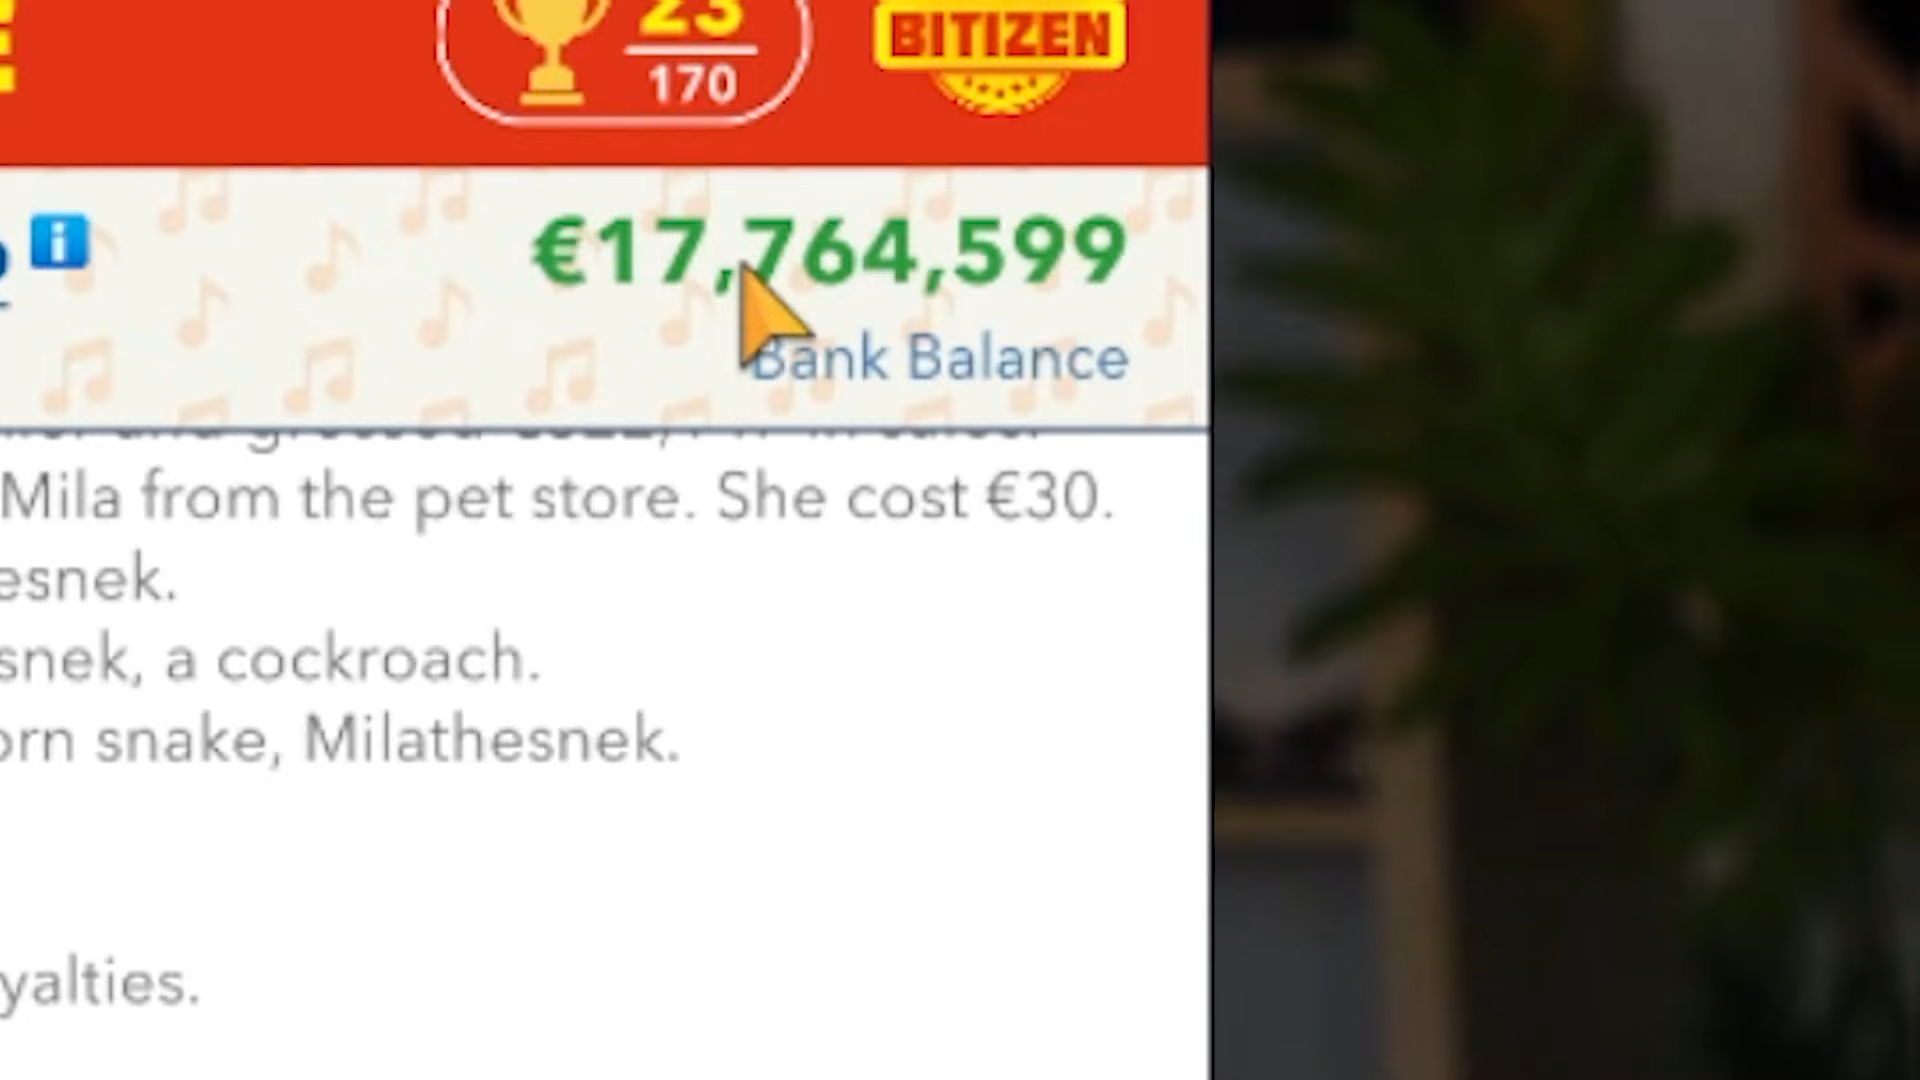 23
170
BITIZEN
€17,764,599
Bank Balance
Mila from the pet store. She cost €30.
esnek.
snek, a cockroach.
orn snake, Milathesnek.
yalties.